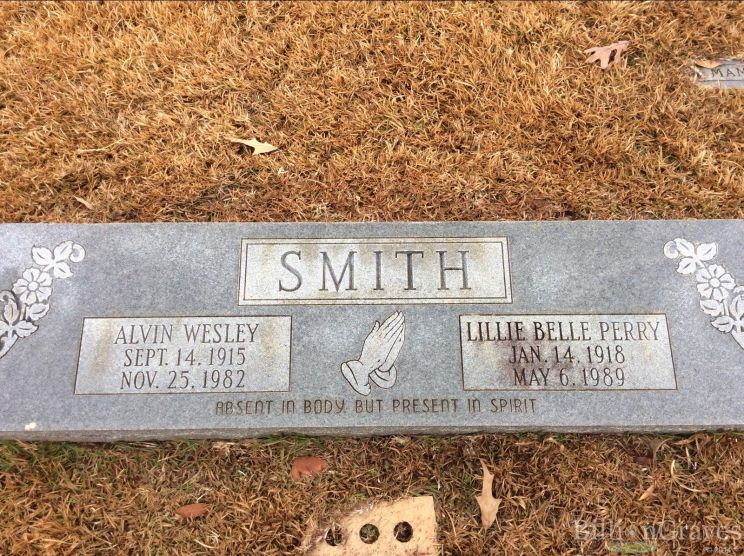 MAN
SMITH
ALVIN WESLEY
SEPT. 14, 1915
NOV. 25, 1982
LILLIE BELLE PERRY
JAN. 14, 1918
MAY 6, 1989
ABSENT IN BODY, BUT PRESENT IN SPIRIT
BillionGraves